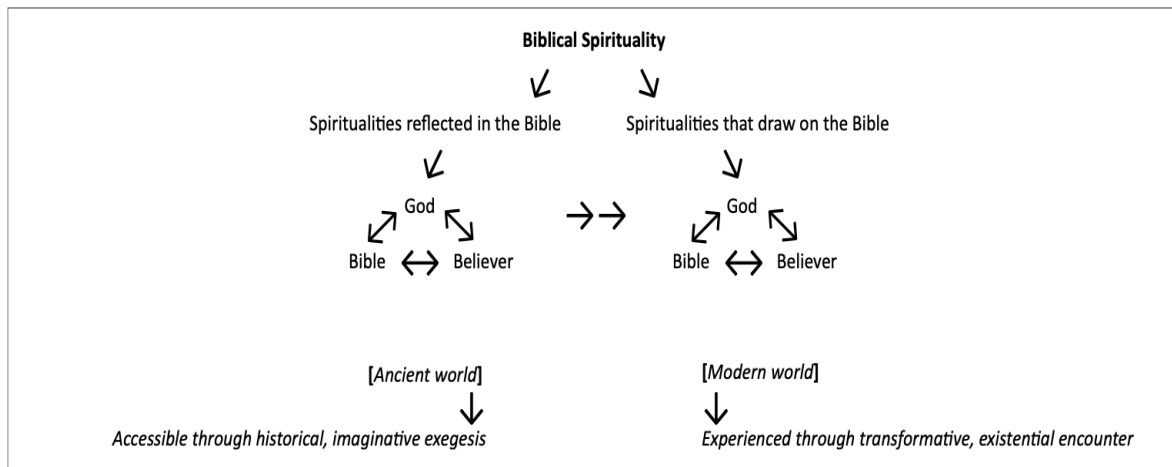 Biblical Spirituality
Spiritualities reflected in the Bible Spiritualities that draw on the Bible
God God
Bible Believer Bible Believer
[Ancient world] [Modern world]
Accessible through historical, imaginative exegesis Experienced through transformative, existential encounter